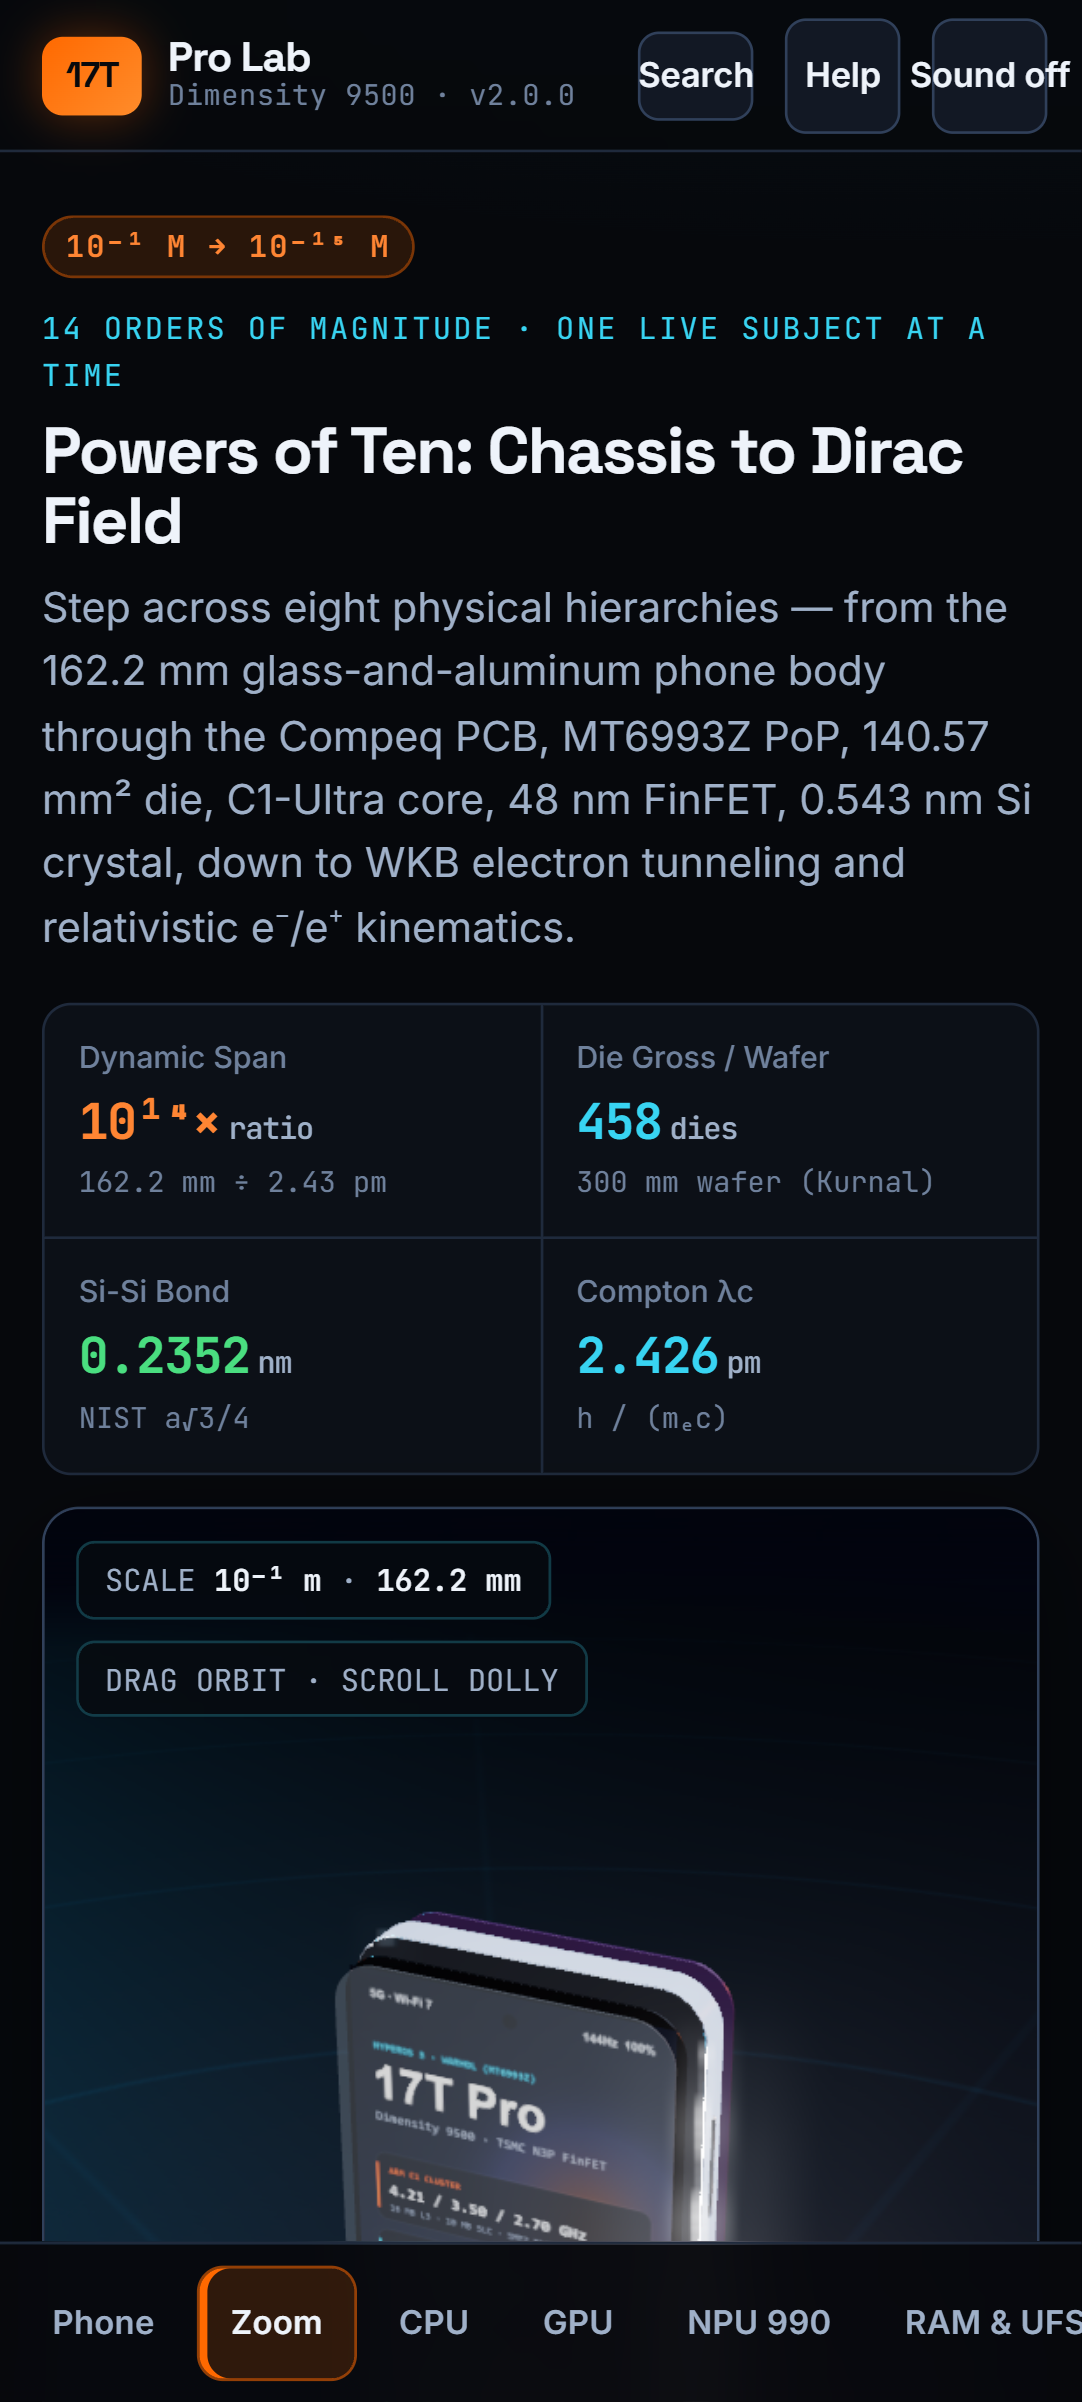 17T
Pro Lab
Dimensity 9500 · v2.0.0
Search
Help
Sound off
10⁻¹ M → 10⁻¹⁵ M
14 ORDERS OF MAGNITUDE · ONE LIVE SUBJECT AT A
TIME
Powers of Ten: Chassis to Dirac
Field
Step across eight physical hierarchies — from the
162.2 mm glass-and-aluminum phone body
through the Compeq PCB, MT6993Z PoP, 140.57
mm² die, C1-Ultra core, 48 nm FinFET, 0.543 nm Si
crystal, down to WKB electron tunneling and
relativistic e⁻/e⁺ kinematics.
Dynamic Span
10¹⁴× ratio
162.2 mm ÷ 2.43 pm
Die Gross / Wafer
458 dies
300 mm wafer (Kurnal)
Si-Si Bond
0.2352 nm
NIST a√3/4
Compton λc
2.426 pm
h / (mₑc)
SCALE 10⁻¹ m · 162.2 mm
DRAG ORBIT · SCROLL DOLLY
5G · Wi-Fi 7
144Hz 100%
17T Pro
Dimensity 9500 · TSMC N3P FinFET
ARM C1 CLUSTER
4.21 / 3.50 / 2.70 GHz
Phone
Zoom
CPU
GPU
NPU 990
RAM & UFS